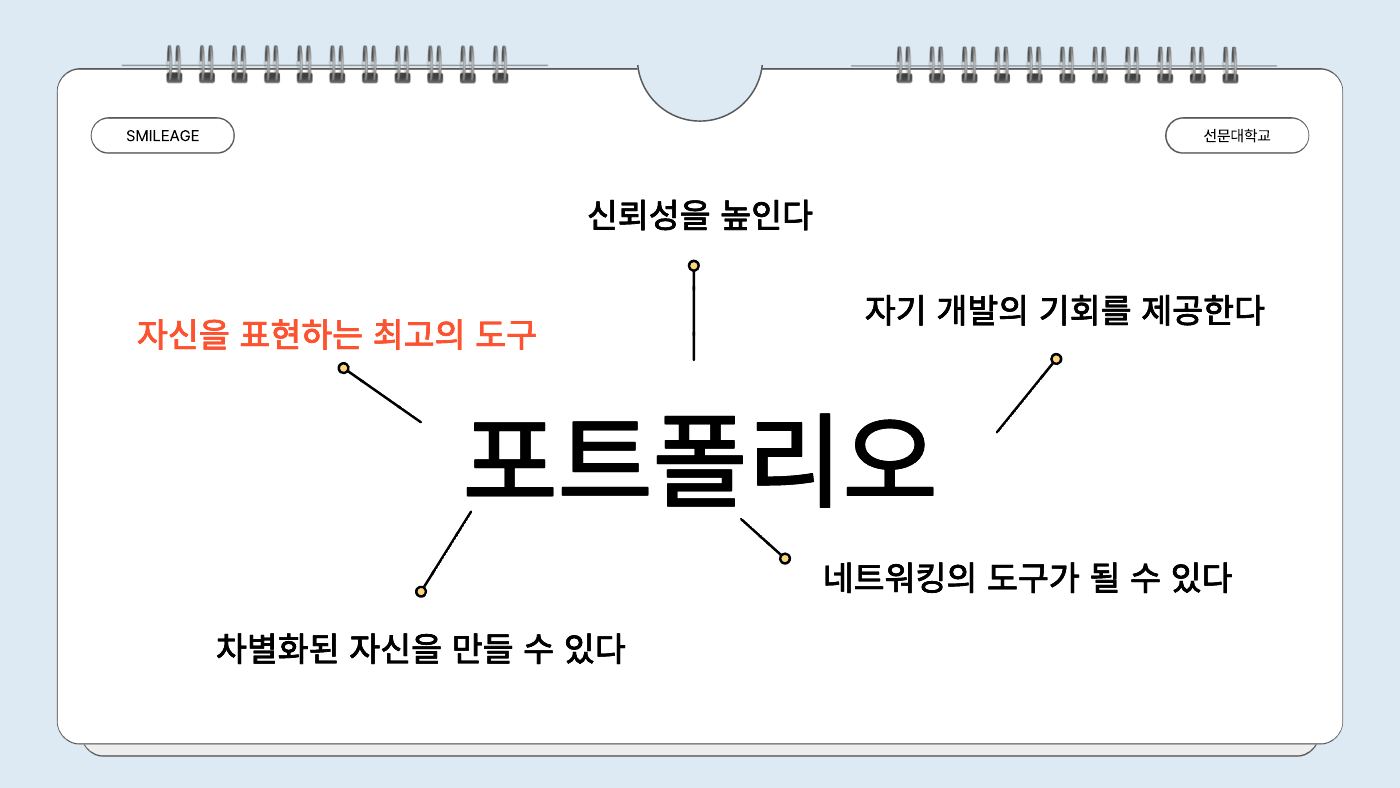 SMILEAGE
선문대학교
신뢰성을 높인다
자기 개발의 기회를 제공한다
자신을 표현하는 최고의 도구
포트폴리오
네트워킹의 도구가 될 수 있다
차별화된 자신을 만들 수 있다